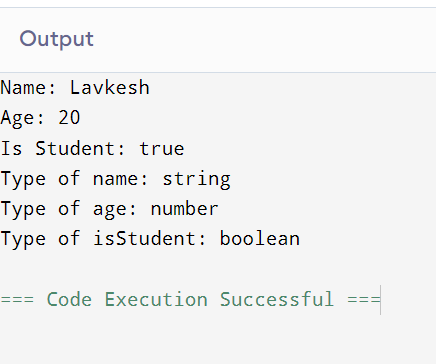 Output
Name: Lavkesh
Age: 20
Is Student: true
Type of name: string
Type of age: number
Type of isStudent: boolean
=== Code Execution Successful ===